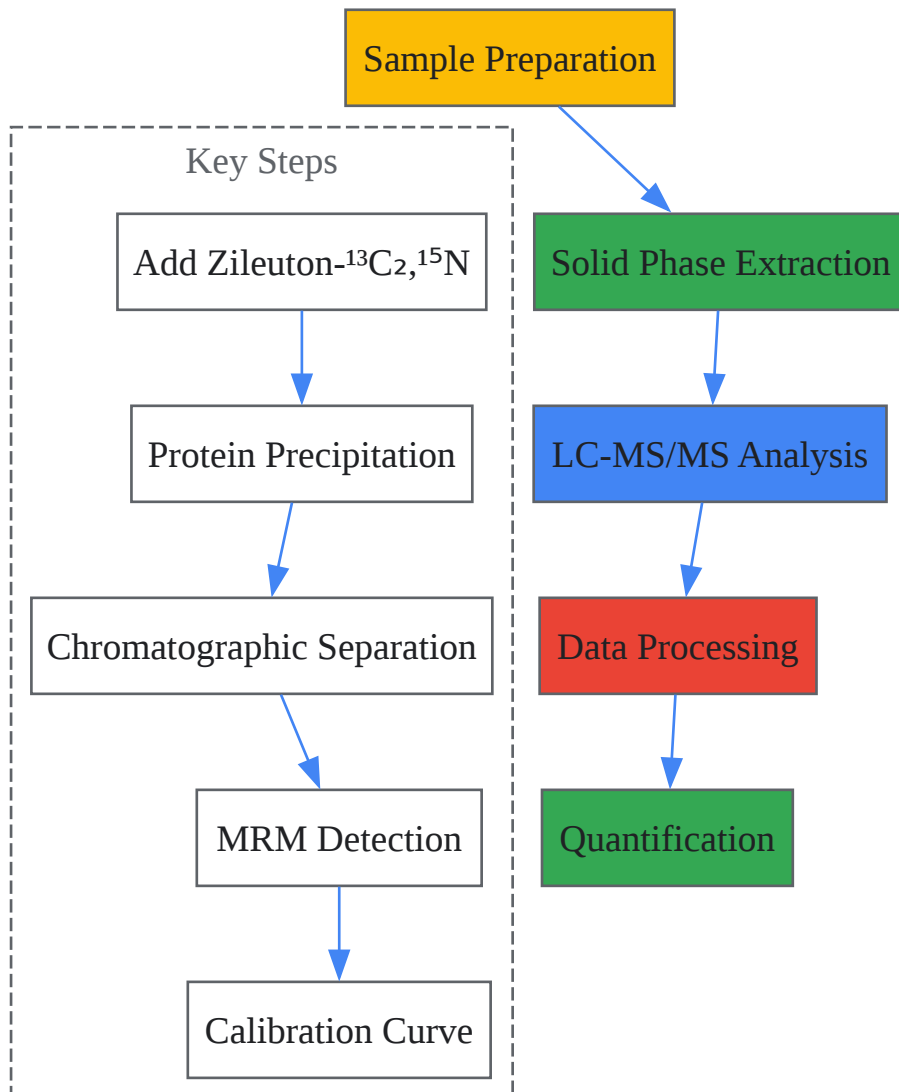 Sample Preparation
Key Steps
Add Zileuton-¹³C₂,¹⁵N
Solid Phase Extraction
Protein Precipitation
LC-MS/MS Analysis
Chromatographic Separation
Data Processing
MRM Detection
Quantification
Calibration Curve